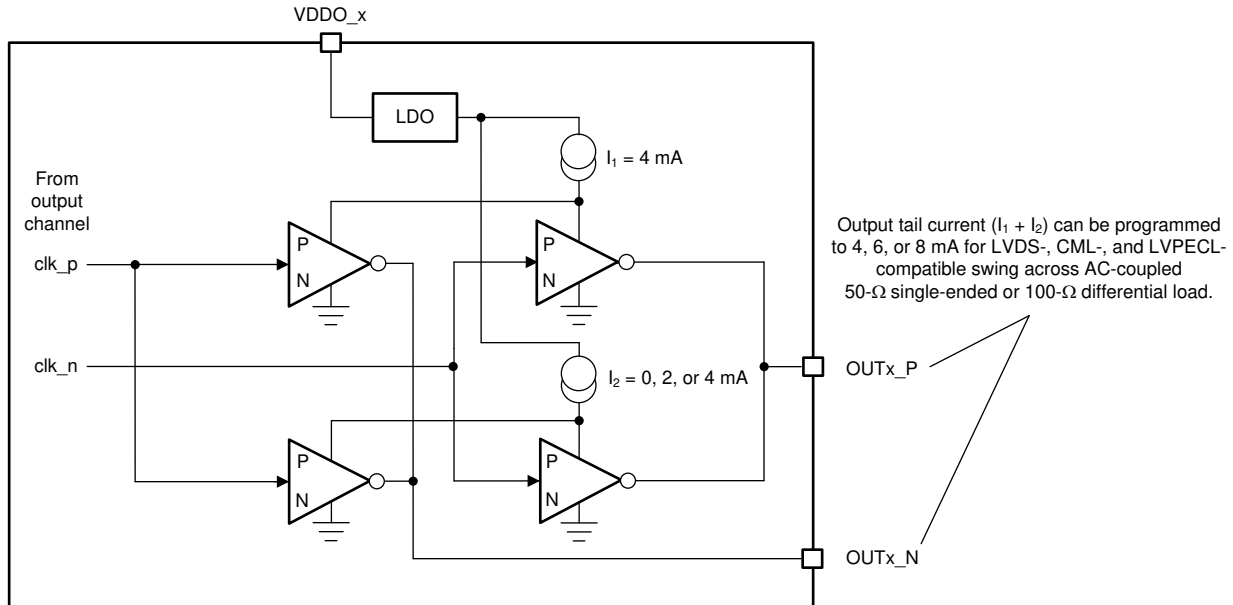 VDDO_x
LDO
I₁ = 4 mA
From
output
channel
P
N
P
N
clk_p
Output tail current (I₁ + I₂) can be programmed
to 4, 6, or 8 mA for LVDS-, CML-, and LVPECL-
compatible swing across AC-coupled
50-Ω single-ended or 100-Ω differential load.
clk_n
I₂ = 0, 2, or 4 mA
OUTx_P
P
N
P
N
OUTx_N